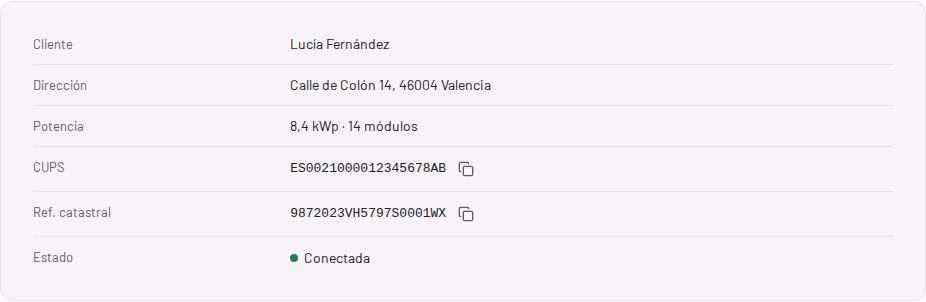 Cliente Lucía Fernández
Dirección Calle de Colón 14, 46004 Valencia
Potencia 8,4 kWp · 14 módulos
CUPS ES0021000012345678AB
Ref. catastral 9872023VH5797S0001WX
Estado Conectada